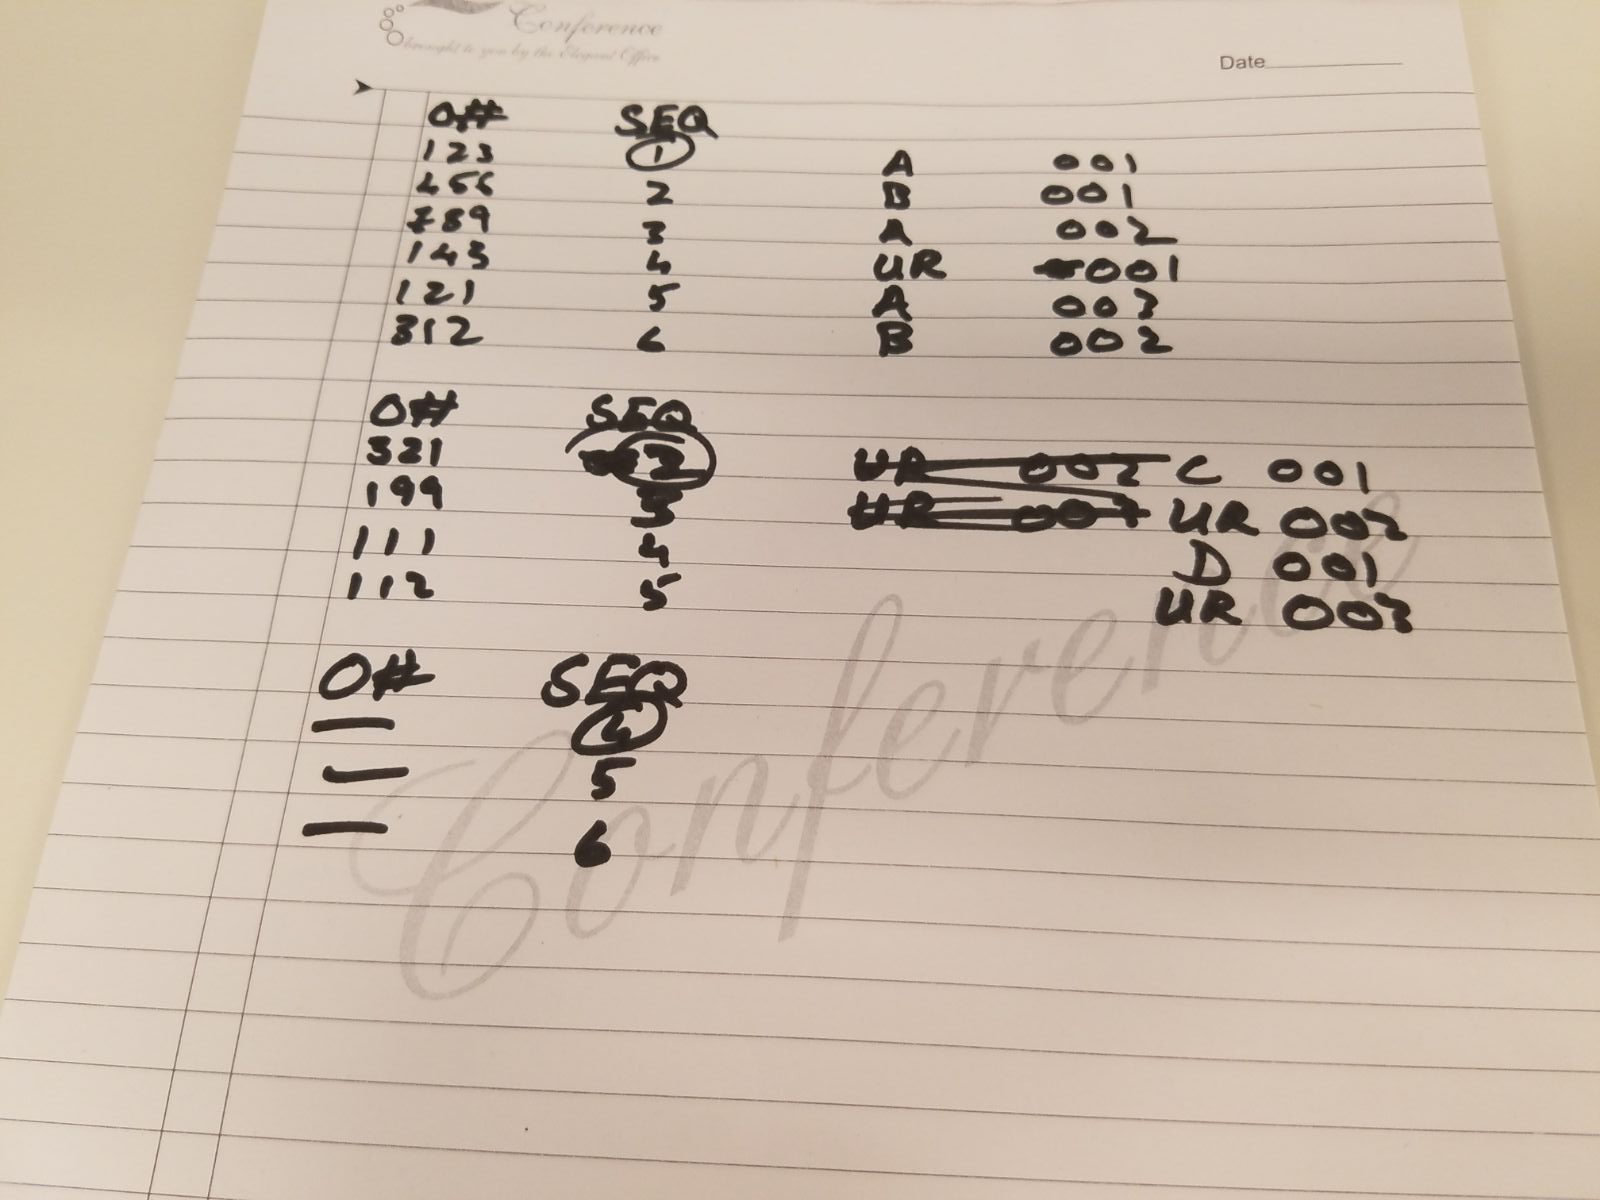 Conference
brought to you by the Elegant Office
Date
O# SEQ
123 1 A 001
456 2 B 001
789 3 A 002
143 4 UR 001
121 5 A 003
312 6 B 002
O# SEQ
321 2 UR 002 C 001
199 3 UR 003 UR 002
111 4 D 001
112 5 UR 003
O# SEQ
— 4
— 5
— 6
Conference